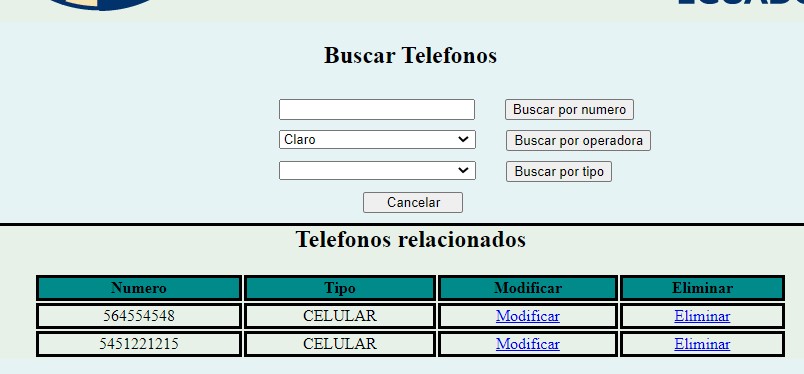 Buscar Telefonos
Buscar por numero
Claro Buscar por operadora
Buscar por tipo
Cancelar
Telefonos relacionados
Numero Tipo Modificar Eliminar
564554548 CELULAR Modificar Eliminar
5451221215 CELULAR Modificar Eliminar